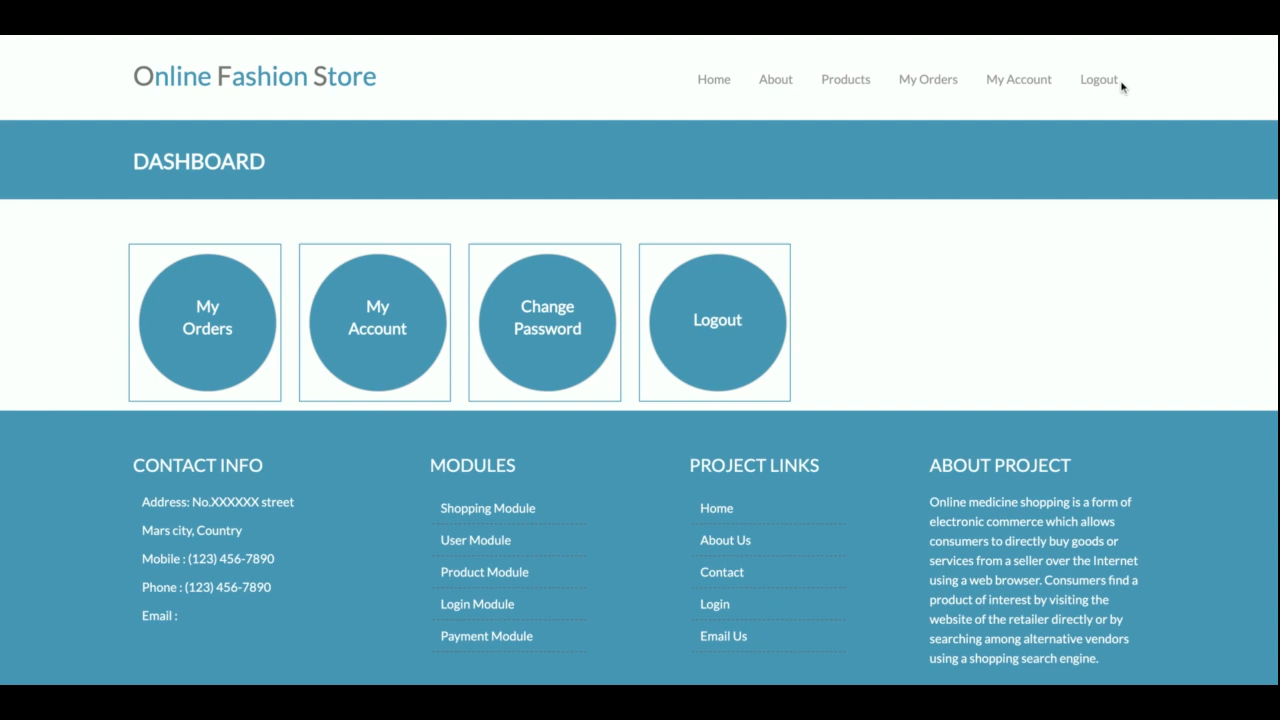 Online Fashion Store
Home About Products My Orders My Account Logout
DASHBOARD
My
Orders
My
Account
Change
Password
Logout
CONTACT INFO
Address: No.XXXXXX street
Mars city, Country
Mobile : (123) 456-7890
Phone : (123) 456-7890
Email :
MODULES
Shopping Module
User Module
Product Module
Login Module
Payment Module
PROJECT LINKS
Home
About Us
Contact
Login
Email Us
ABOUT PROJECT
Online medicine shopping is a form of
electronic commerce which allows
consumers to directly buy goods or
services from a seller over the Internet
using a web browser. Consumers find a
product of interest by visiting the
website of the retailer directly or by
searching among alternative vendors
using a shopping search engine.